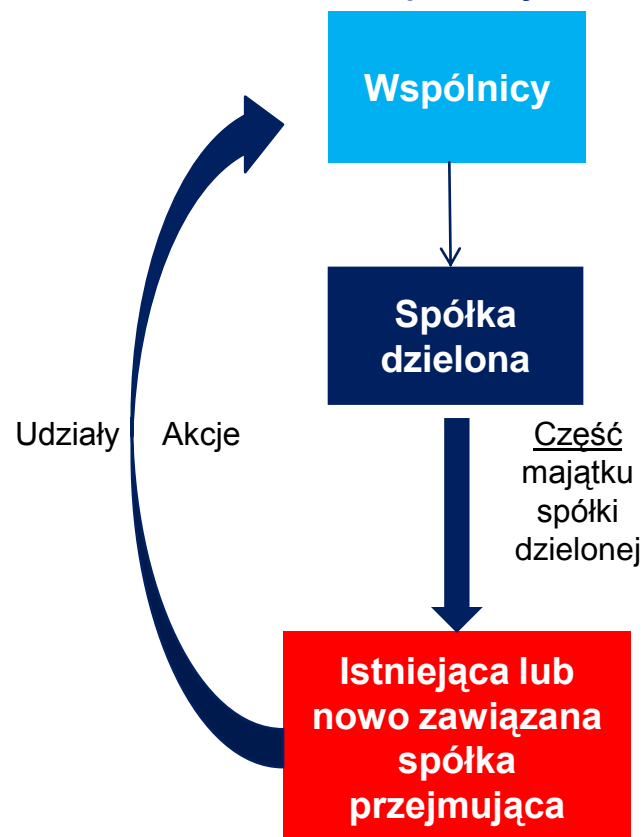 Wspólnicy
Spółka
dzielona
Udziały
Akcje
Część
majątku
spółki
dzielonej
Istniejąca lub
nowo zawiązana
spółka
przejmująca